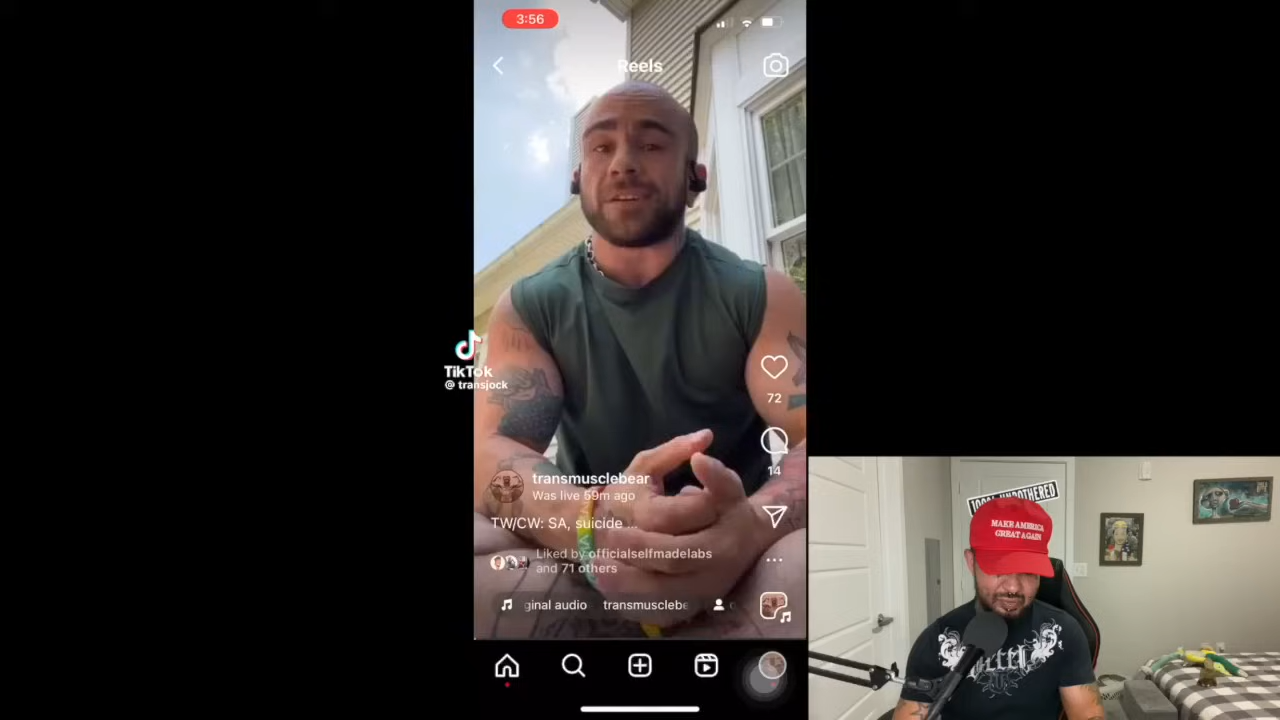 3:56
Reels
TikTok
@ transjock
72
14
transmusclebear
Was live 59m ago
TW/CW: SA, suicide ...
Liked by officialselfmadelabs
and 71 others
ginal audio transmusclebe
MAKE AMERICA
GREAT AGAIN